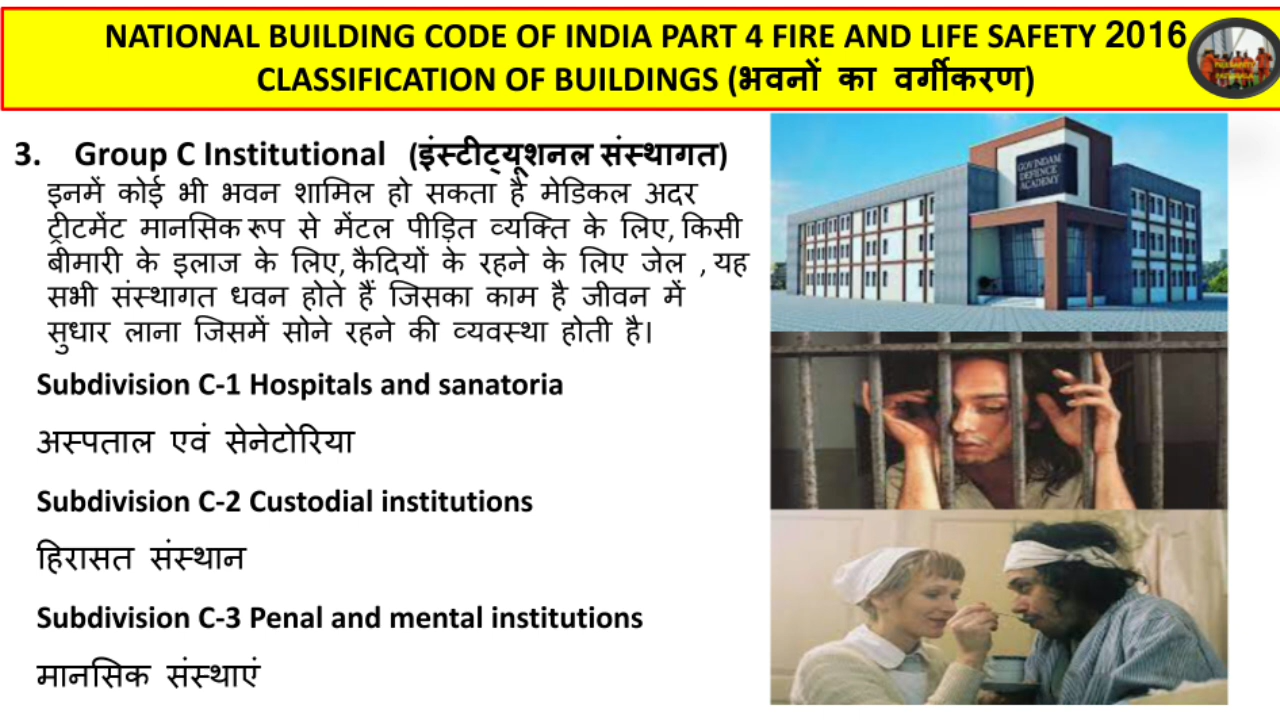 NATIONAL BUILDING CODE OF INDIA PART 4 FIRE AND LIFE SAFETY 2016
CLASSIFICATION OF BUILDINGS (भवनों का वर्गीकरण)
3. Group C Institutional (इंस्टीट्यूशनल संस्थागत)
इनमें कोई भी भवन शामिल हो सकता है मेडिकल अदर
ट्रीटमेंट मानसिक रूप से मेंटल पीड़ित व्यक्ति के लिए, किसी
बीमारी के इलाज के लिए, कैदियों के रहने के लिए जेल , यह
सभी संस्थागत धवन होते हैं जिसका काम है जीवन में
सुधार लाना जिसमें सोने रहने की व्यवस्था होती है।
Subdivision C-1 Hospitals and sanatoria
अस्पताल एवं सेनेटोरिया
Subdivision C-2 Custodial institutions
हिरासत संस्थान
Subdivision C-3 Penal and mental institutions
मानसिक संस्थाएं
GOVINDAM
DEFENCE
ACADEMY